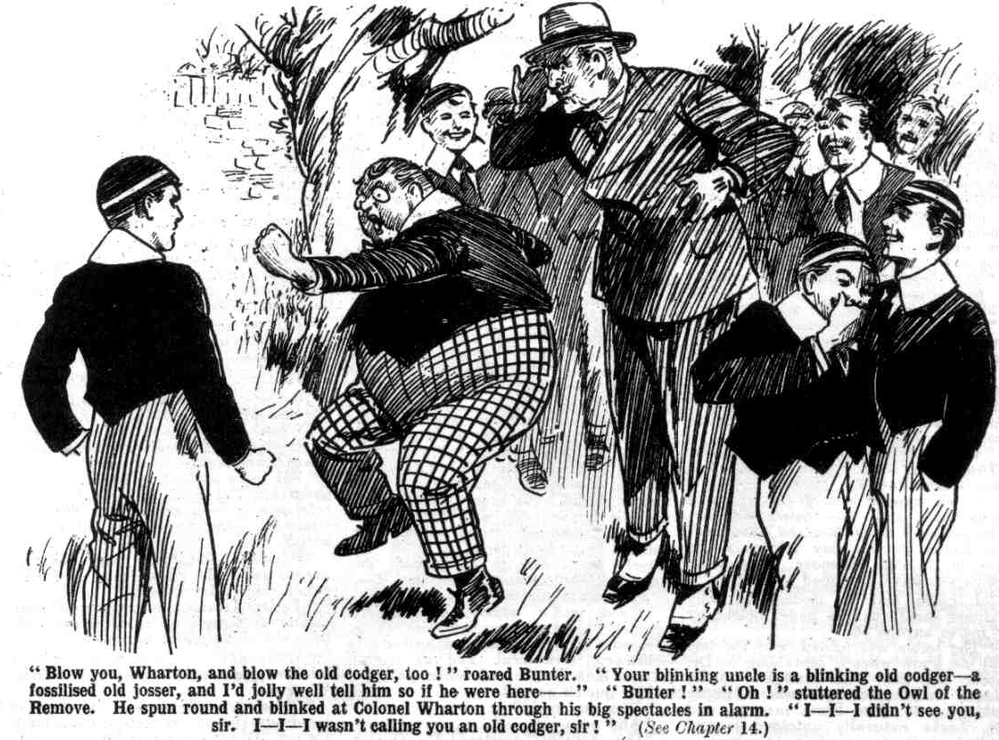 “ Blow you, Wharton, and blow the old codger, too ! ” roared Bunter. “ Your blinking uncle is a blinking old codger—a
fossilised old josser, and I’d jolly well tell him so if he were here——” “ Bunter ! ” “ Oh ! ” stuttered the Owl of the
Remove. He spun round and blinked at Colonel Wharton through his big spectacles in alarm. “ I—I—I didn’t see you,
sir. I—I—I wasn’t calling you an old codger, sir ! ” (See Chapter 14.)